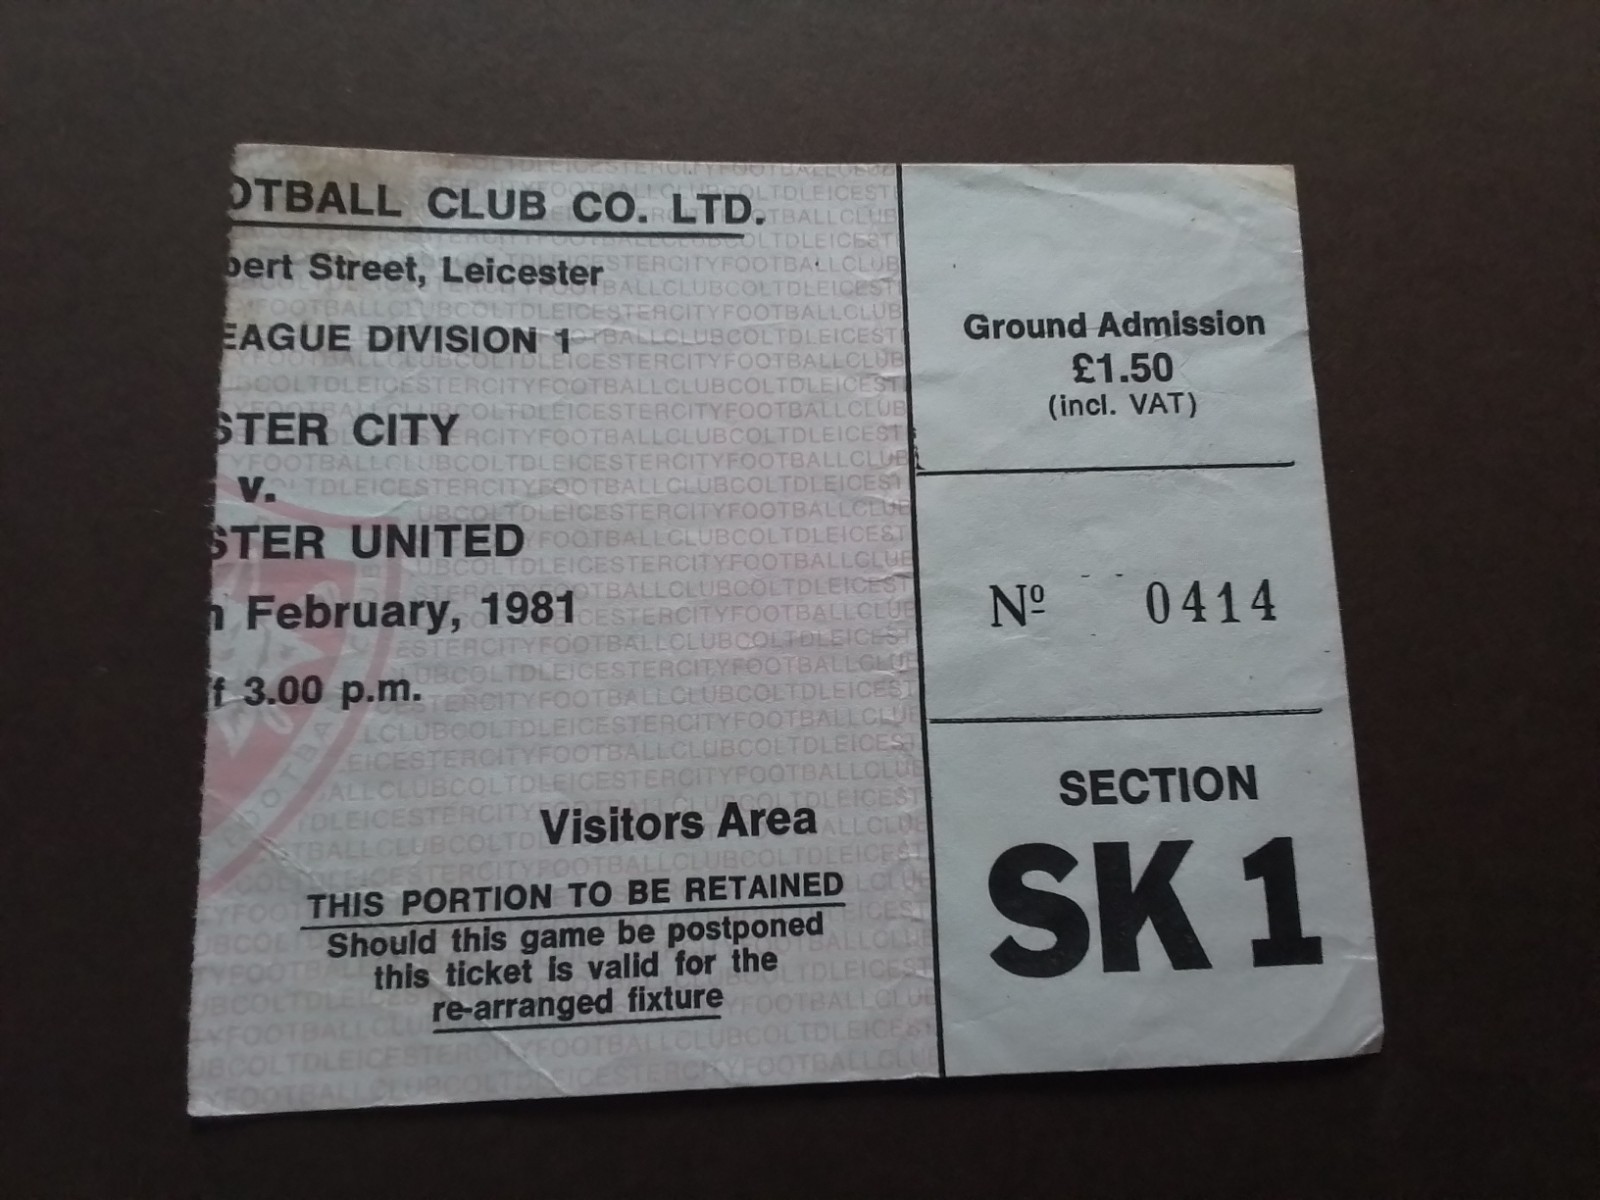 OTBALL CLUB CO. LTD.
bert Street, Leicester
EAGUE DIVISION 1
STER CITY
v.
STER UNITED
h February, 1981
f 3.00 p.m.
Visitors Area
THIS PORTION TO BE RETAINED
Should this game be postponed
this ticket is valid for the
re-arranged fixture
Ground Admission
£1.50
(incl. VAT)
Nº 0414
SECTION
SK 1